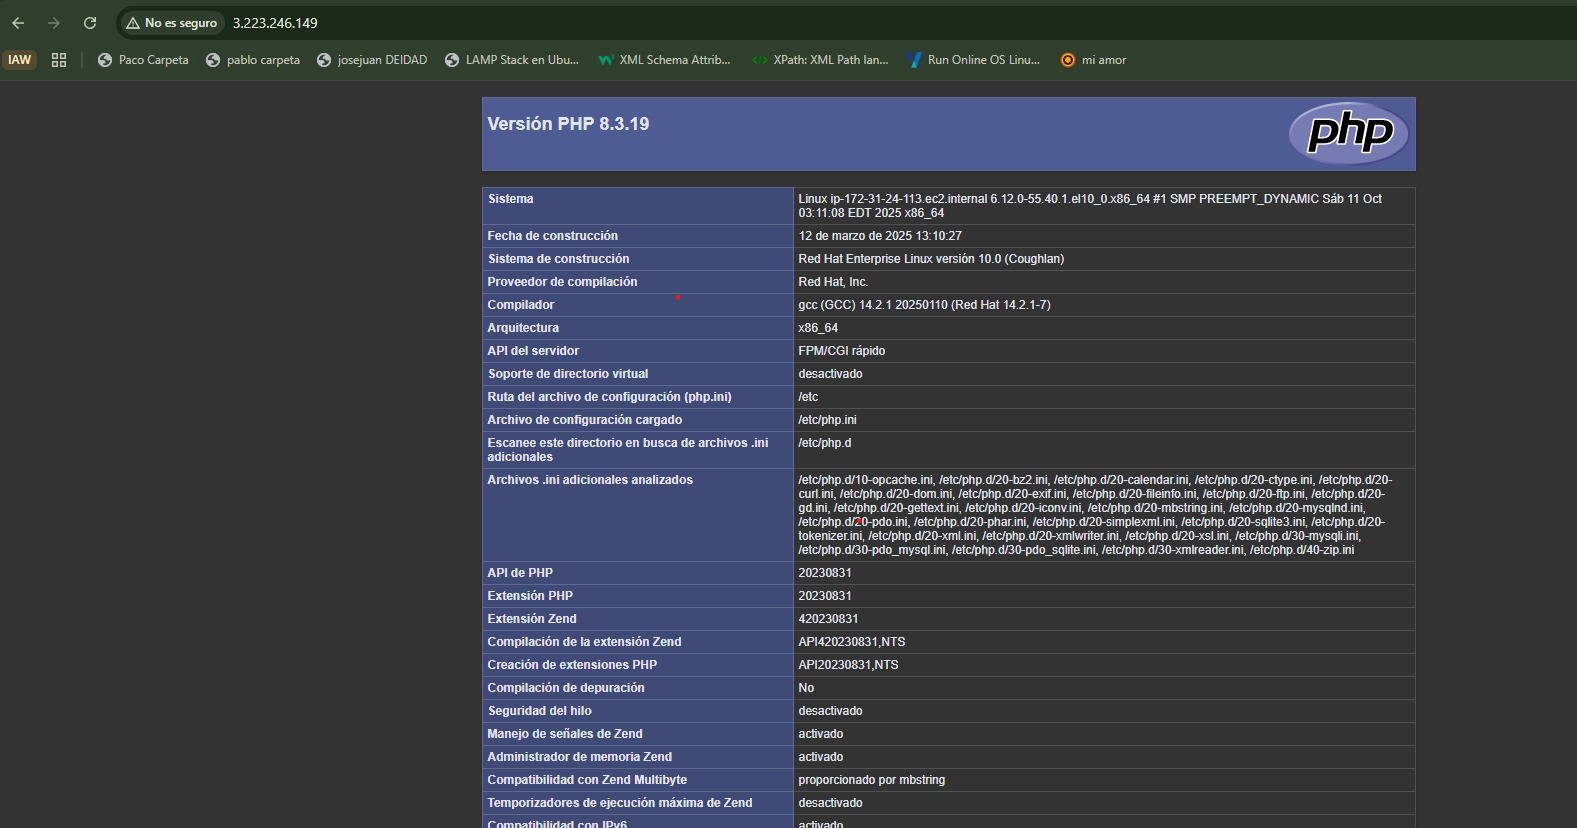 No es seguro 3.223.246.149
IAW Paco Carpeta pablo carpeta josejuan DEIDAD LAMP Stack en Ubu... XML Schema Attrib... XPath: XML Path lan... Run Online OS Linu... mi amor
Versión PHP 8.3.19
php
Sistema
Linux ip-172-31-24-113.ec2.internal 6.12.0-55.40.1.el10_0.x86_64 #1 SMP PREEMPT_DYNAMIC Sáb 11 Oct
03:11:08 EDT 2025 x86_64
Fecha de construcción 12 de marzo de 2025 13:10:27
Sistema de construcción Red Hat Enterprise Linux versión 10.0 (Coughlan)
Proveedor de compilación Red Hat, Inc.
Compilador gcc (GCC) 14.2.1 20250110 (Red Hat 14.2.1-7)
Arquitectura x86_64
API del servidor FPM/CGI rápido
Soporte de directorio virtual desactivado
Ruta del archivo de configuración (php.ini) /etc
Archivo de configuración cargado /etc/php.ini
Escanee este directorio en busca de archivos .ini
adicionales
/etc/php.d
Archivos .ini adicionales analizados
/etc/php.d/10-opcache.ini, /etc/php.d/20-bz2.ini, /etc/php.d/20-calendar.ini, /etc/php.d/20-ctype.ini, /etc/php.d/20-
curl.ini, /etc/php.d/20-dom.ini, /etc/php.d/20-exif.ini, /etc/php.d/20-fileinfo.ini, /etc/php.d/20-ftp.ini, /etc/php.d/20-
gd.ini, /etc/php.d/20-gettext.ini, /etc/php.d/20-iconv.ini, /etc/php.d/20-mbstring.ini, /etc/php.d/20-mysqlnd.ini,
/etc/php.d/20-pdo.ini, /etc/php.d/20-phar.ini, /etc/php.d/20-simplexml.ini, /etc/php.d/20-sqlite3.ini, /etc/php.d/20-
tokenizer.ini, /etc/php.d/20-xml.ini, /etc/php.d/20-xmlwriter.ini, /etc/php.d/20-xsl.ini, /etc/php.d/30-mysqli.ini,
/etc/php.d/30-pdo_mysql.ini, /etc/php.d/30-pdo_sqlite.ini, /etc/php.d/30-xmlreader.ini, /etc/php.d/40-zip.ini
API de PHP 20230831
Extensión PHP 20230831
Extensión Zend 420230831
Compilación de la extensión Zend API420230831,NTS
Creación de extensiones PHP API20230831,NTS
Compilación de depuración No
Seguridad del hilo desactivado
Manejo de señales de Zend activado
Administrador de memoria Zend activado
Compatibilidad con Zend Multibyte proporcionado por mbstring
Temporizadores de ejecución máxima de Zend desactivado
Compatibilidad con IPv6 activado